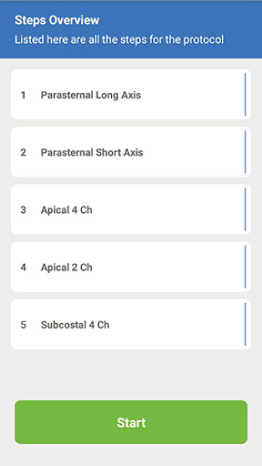 Steps Overview
Listed here are all the steps for the protocol
1 Parasternal Long Axis
2 Parasternal Short Axis
3 Apical 4 Ch
4 Apical 2 Ch
5 Subcostal 4 Ch
Start